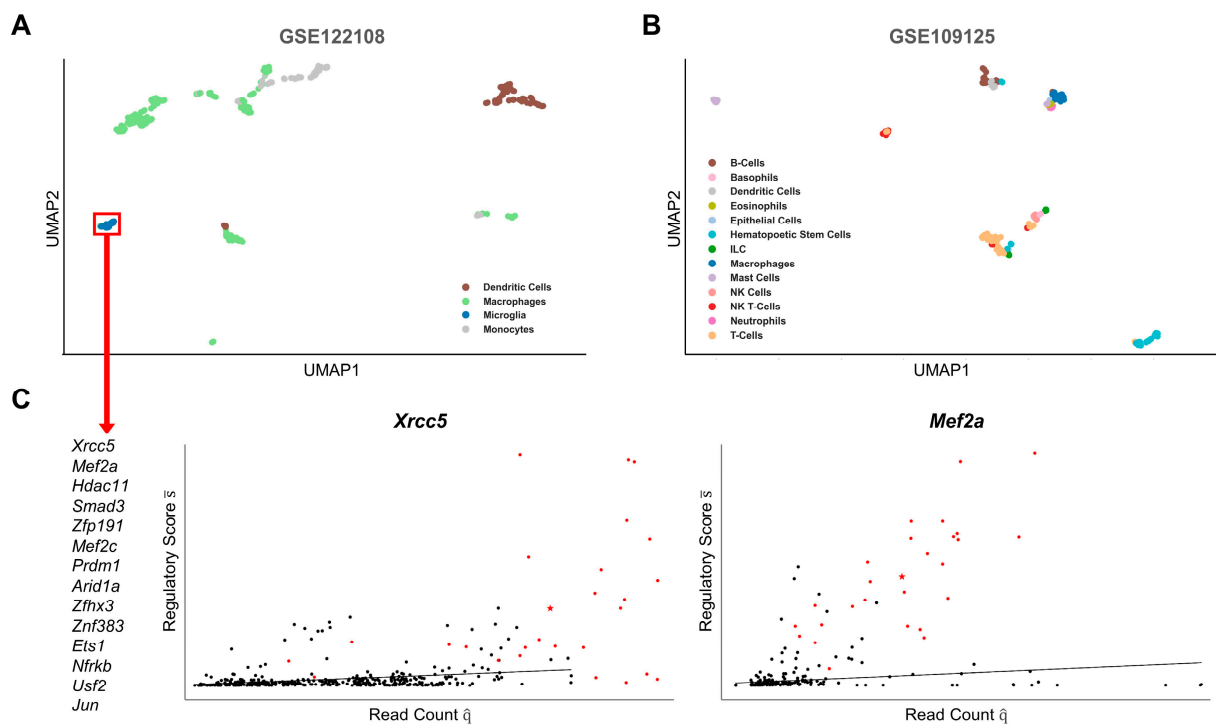 A
GSE122108
UMAP2
UMAP1
Dendritic Cells
Macrophages
Microglia
Monocytes
B
GSE109125
UMAP2
UMAP1
B-Cells
Basophils
Dendritic Cells
Eosinophils
Epithelial Cells
Hematopoetic Stem Cells
ILC
Macrophages
Mast Cells
NK Cells
NK T-Cells
Neutrophils
T-Cells
C
Xrcc5
Mef2a
Hdac11
Smad3
Zfp191
Mef2c
Prdm1
Arid1a
Zfhx3
Znf383
Ets1
Nfrkb
Usf2
Jun
Xrcc5
Regulatory Score s̅
Read Count q̂
Mef2a
Regulatory Score s̅
Read Count q̂